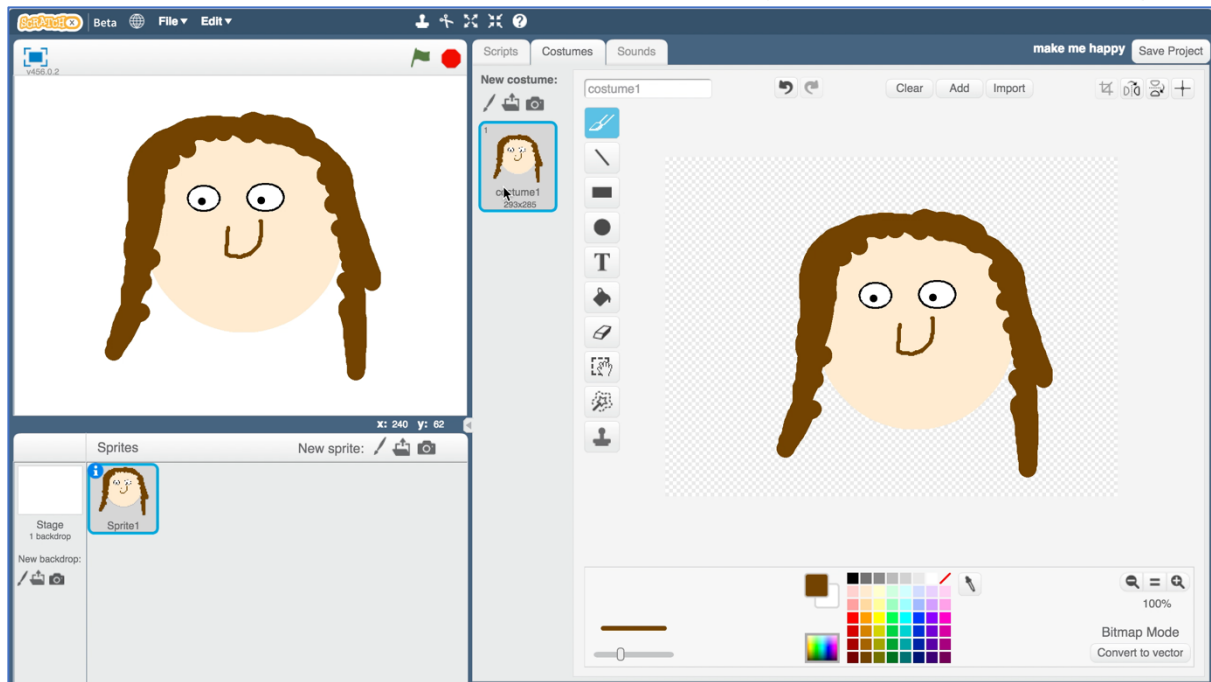 SCRATCHX Beta File▾ Edit▾
v456.0.2
Scripts Costumes Sounds
make me happy Save Project
New costume:
costume1
Clear Add Import
1
costume1
293x285
T
x: 240 y: 62
Sprites New sprite:
Stage
1 backdrop
Sprite1
New backdrop:
100%
Bitmap Mode
Convert to vector